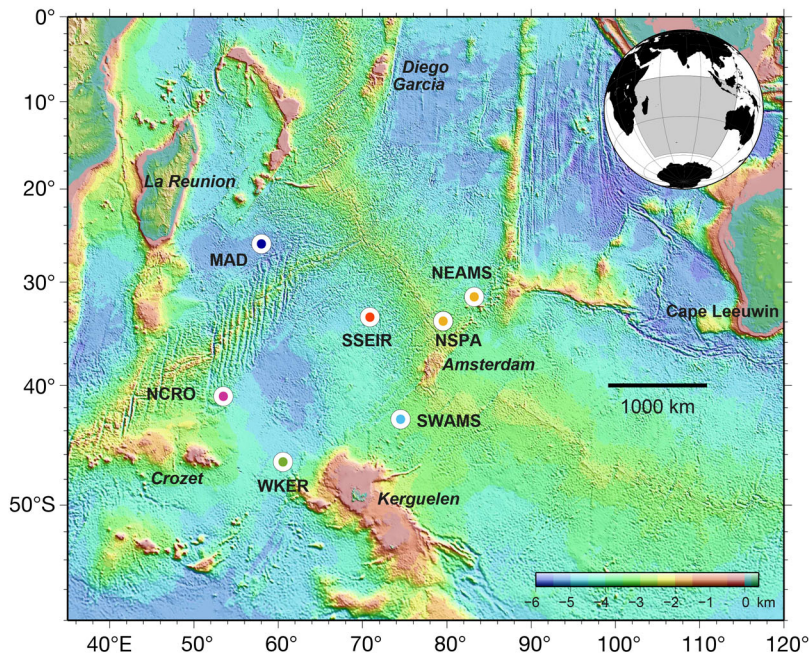 0°
10°
20°
30°
40°
50°S
Diego
Garcia
La Reunion
MAD
NEAMS
Cape Leeuwin
SSEIR
NSPA
Amsterdam
NCRO
1000 km
SWAMS
Crozet
WKER
Kerguelen
−6 −5 −4 −3 −2 −1 0 km
40°E 50° 60° 70° 80° 90° 100° 110° 120°